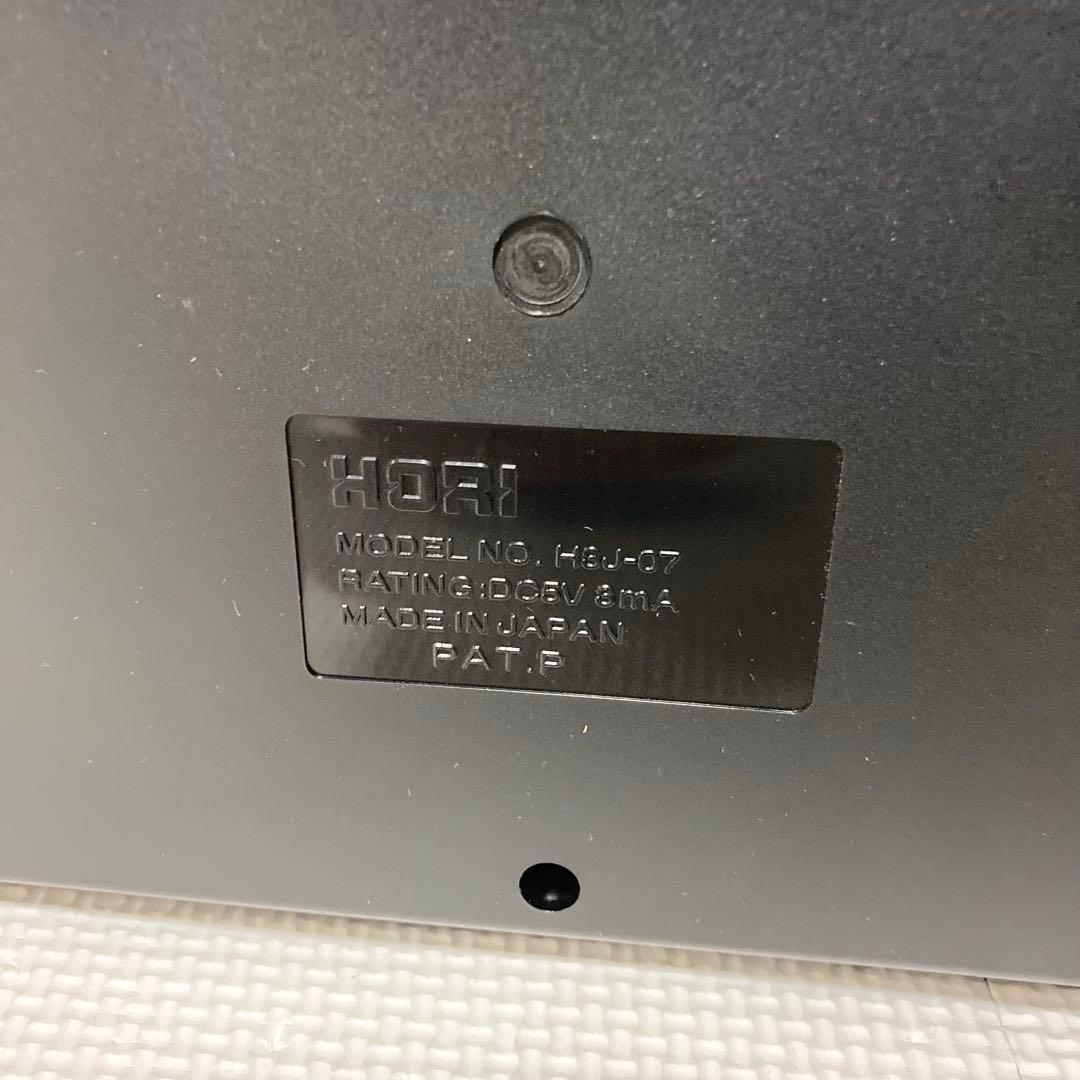 HORI
MODEL NO. HSJ-07
RATING:DC5V 8mA
MADE IN JAPAN
PAT.P